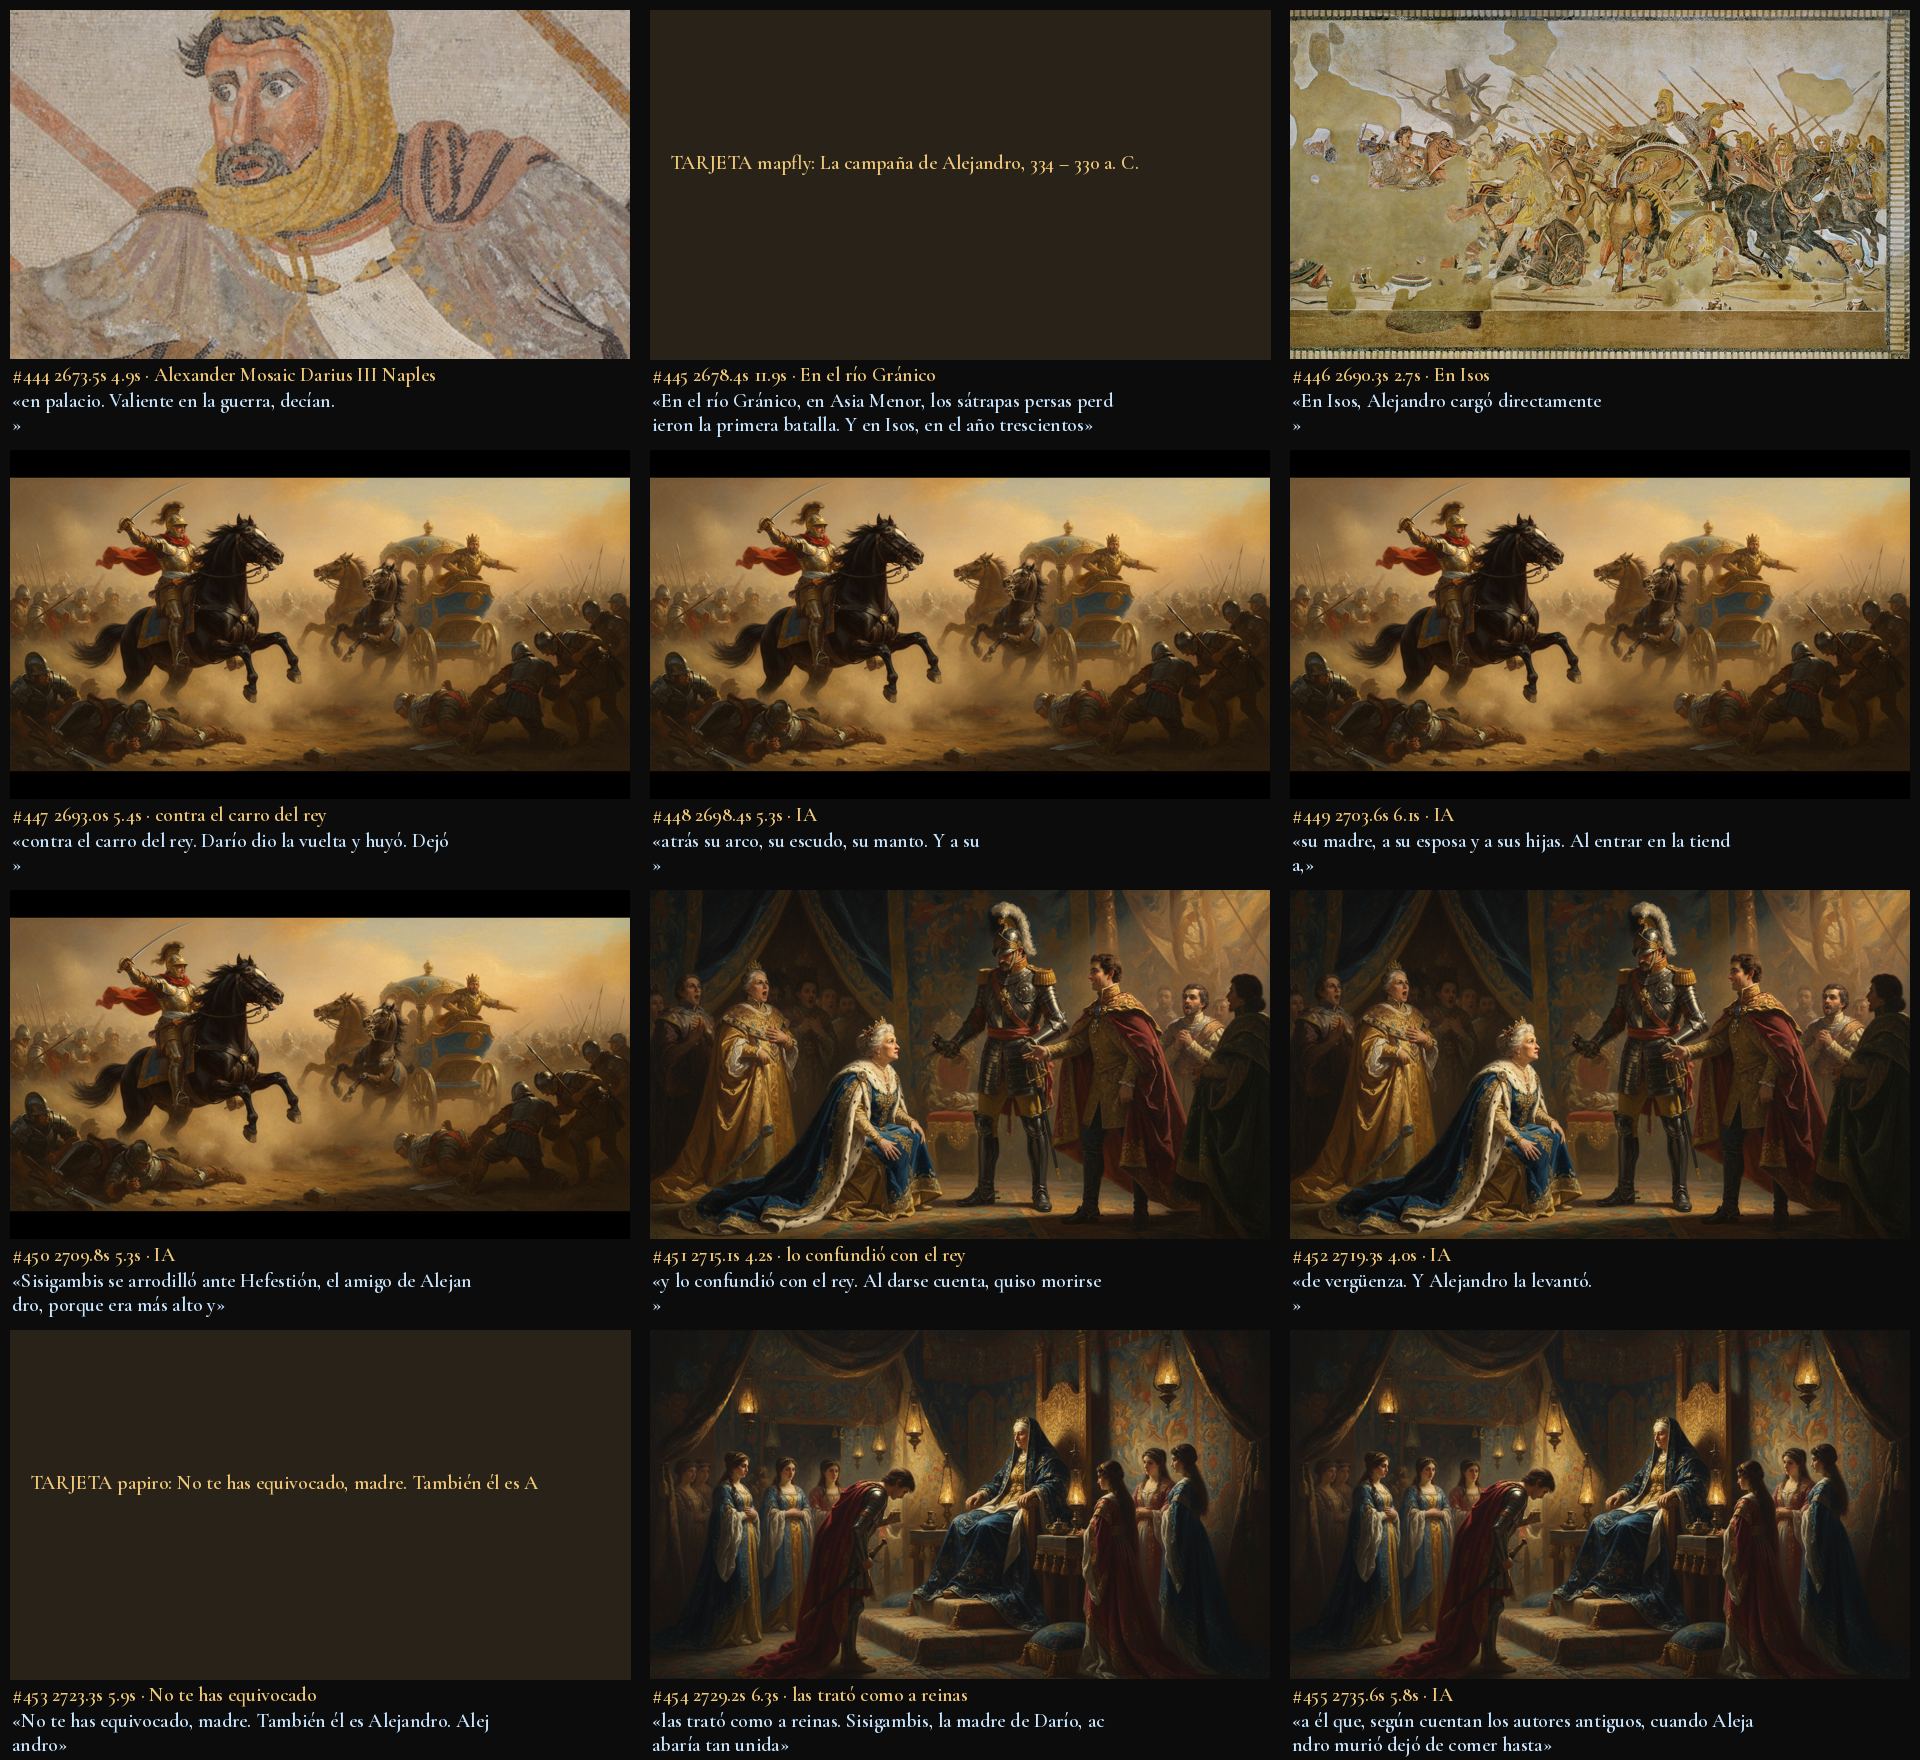 #444 2673.5s 4.9s · Alexander Mosaic Darius III Naples
«en palacio. Valiente en la guerra, decían.
»
TARJETA mapfly: La campaña de Alejandro, 334 – 330 a. C.
#445 2678.4s 11.9s · En el río Gránico
«En el río Gránico, en Asia Menor, los sátrapas persas perd
ieron la primera batalla. Y en Isos, en el año trescientos»
#446 2690.3s 2.7s · En Isos
«En Isos, Alejandro cargó directamente
»
#447 2693.0s 5.4s · contra el carro del rey
«contra el carro del rey. Darío dio la vuelta y huyó. Dejó
»
#448 2698.4s 5.3s · IA
«atrás su arco, su escudo, su manto. Y a su
»
#449 2703.6s 6.1s · IA
«su madre, a su esposa y a sus hijas. Al entrar en la tiend
a,»
#450 2709.8s 5.3s · IA
«Sisigambis se arrodilló ante Hefestión, el amigo de Alejan
dro, porque era más alto y»
#451 2715.1s 4.2s · lo confundió con el rey
«y lo confundió con el rey. Al darse cuenta, quiso morirse
»
#452 2719.3s 4.0s · IA
«de vergüenza. Y Alejandro la levantó.
»
TARJETA papiro: No te has equivocado, madre. También él es A
#453 2723.3s 5.9s · No te has equivocado
«No te has equivocado, madre. También él es Alejandro. Alej
andro»
#454 2729.2s 6.3s · las trató como a reinas
«las trató como a reinas. Sisigambis, la madre de Darío, ac
abaría tan unida»
#455 2735.6s 5.8s · IA
«a él que, según cuentan los autores antiguos, cuando Aleja
ndro murió dejó de comer hasta»